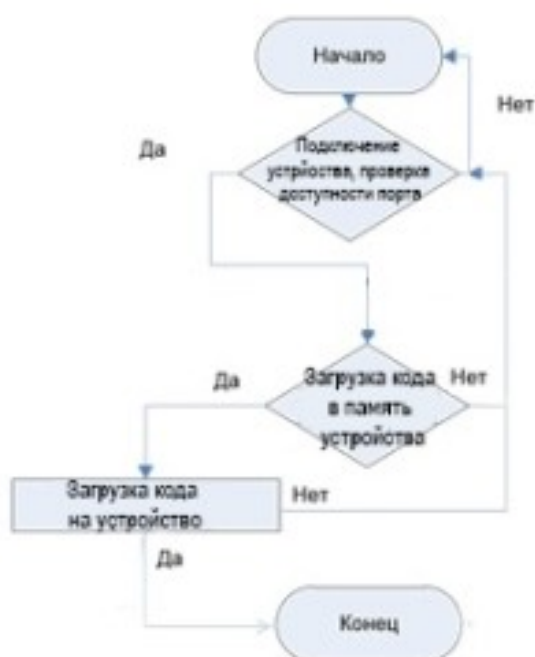 Начало
Нет
Да
Подключение
устрйоства, проверка
доступности порта
Да
Загрузка кода
в память
устройства
Нет
Загрузка кода
на устройство
Нет
Да
Конец